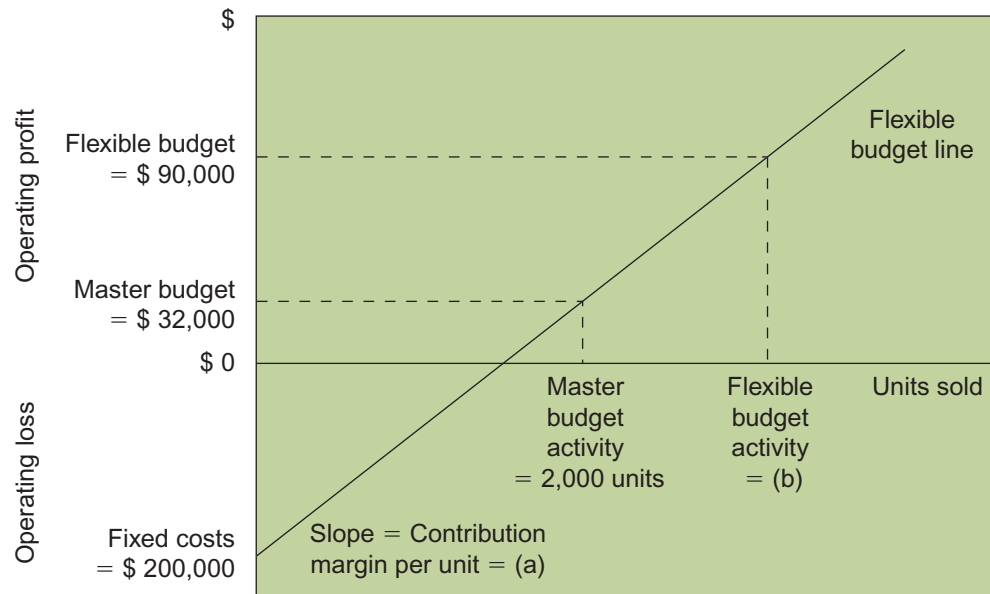 $
Operating profit
Flexible budget
= $ 90,000
Flexible
budget line
Master budget
= $ 32,000
$ 0
Operating loss
Master
budget
activity
= 2,000 units
Flexible
budget
activity
= (b)
Units sold
Fixed costs
= $ 200,000
Slope = Contribution
margin per unit = (a)